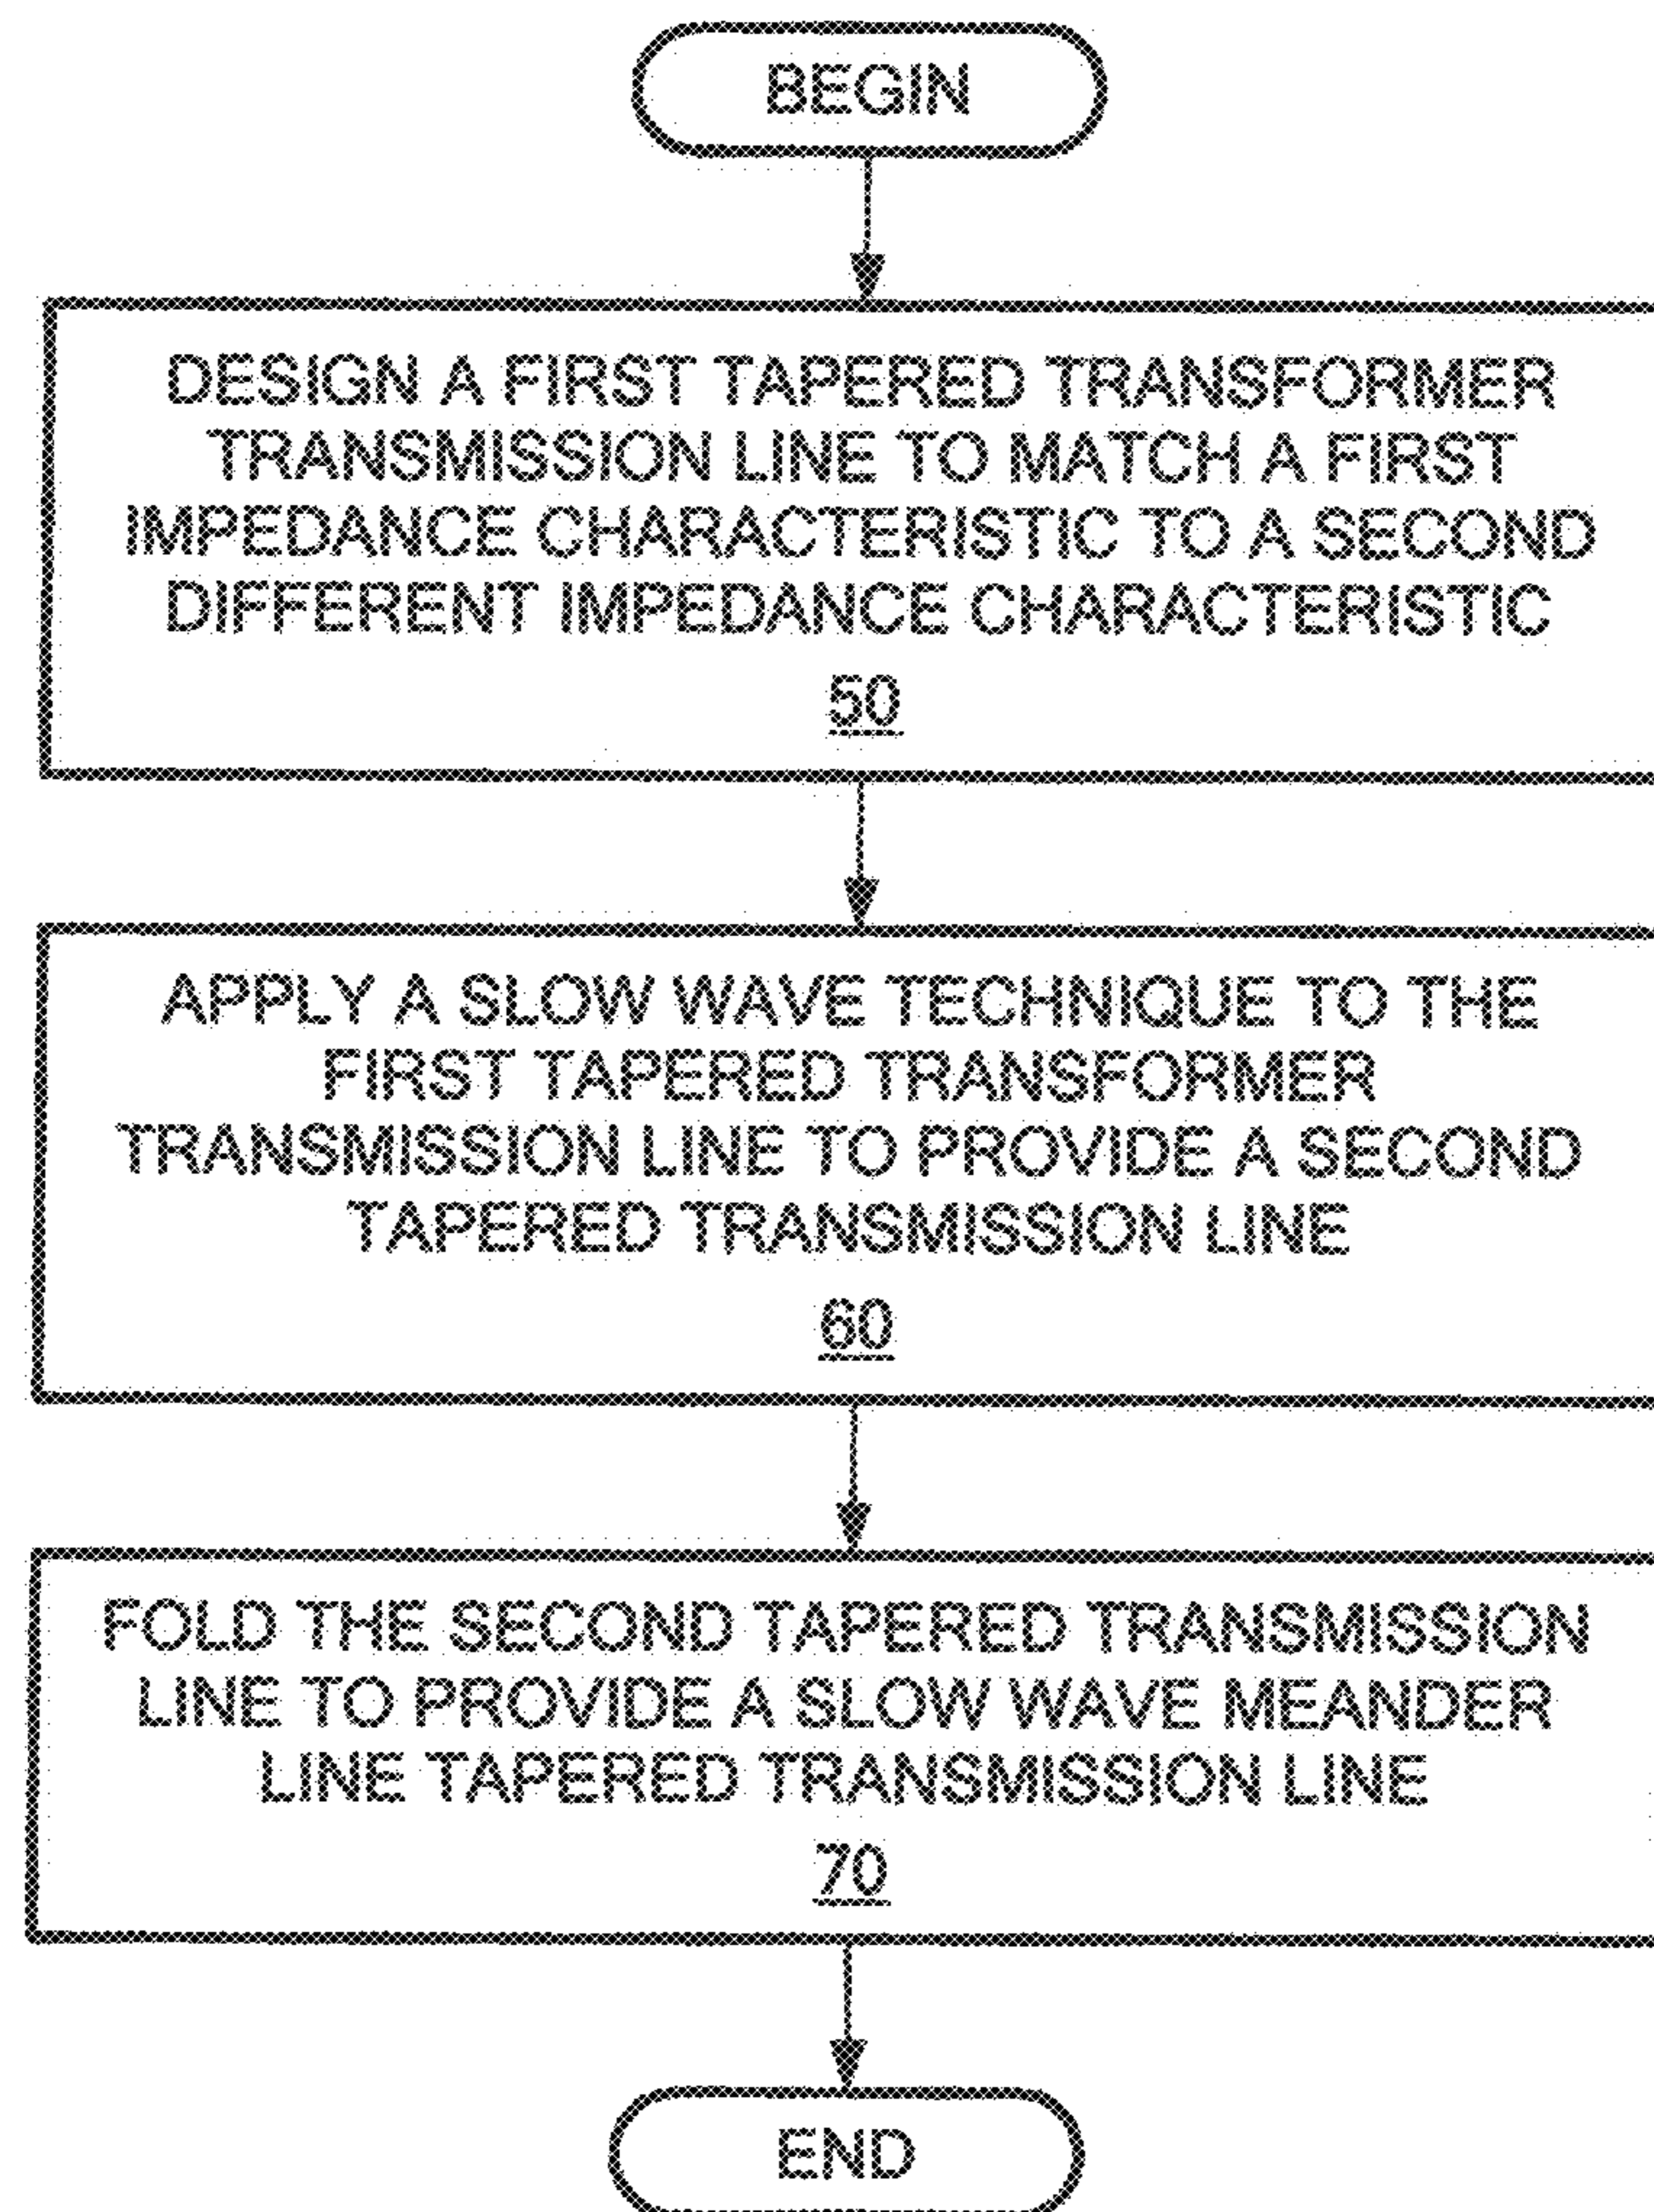 BEGIN
DESIGN A FIRST TAPERED TRANSFORMER
TRANSMISSION LINE TO MATCH A FIRST
IMPEDANCE CHARACTERISTIC TO A SECOND
DIFFERENT IMPEDANCE CHARACTERISTIC
50
APPLY A SLOW WAVE TECHNIQUE TO THE
FIRST TAPERED TRANSFORMER
TRANSMISSION LINE TO PROVIDE A SECOND
TAPERED TRANSMISSION LINE
60
FOLD THE SECOND TAPERED TRANSMISSION
LINE TO PROVIDE A SLOW WAVE MEANDER
LINE TAPERED TRANSMISSION LINE
70
END